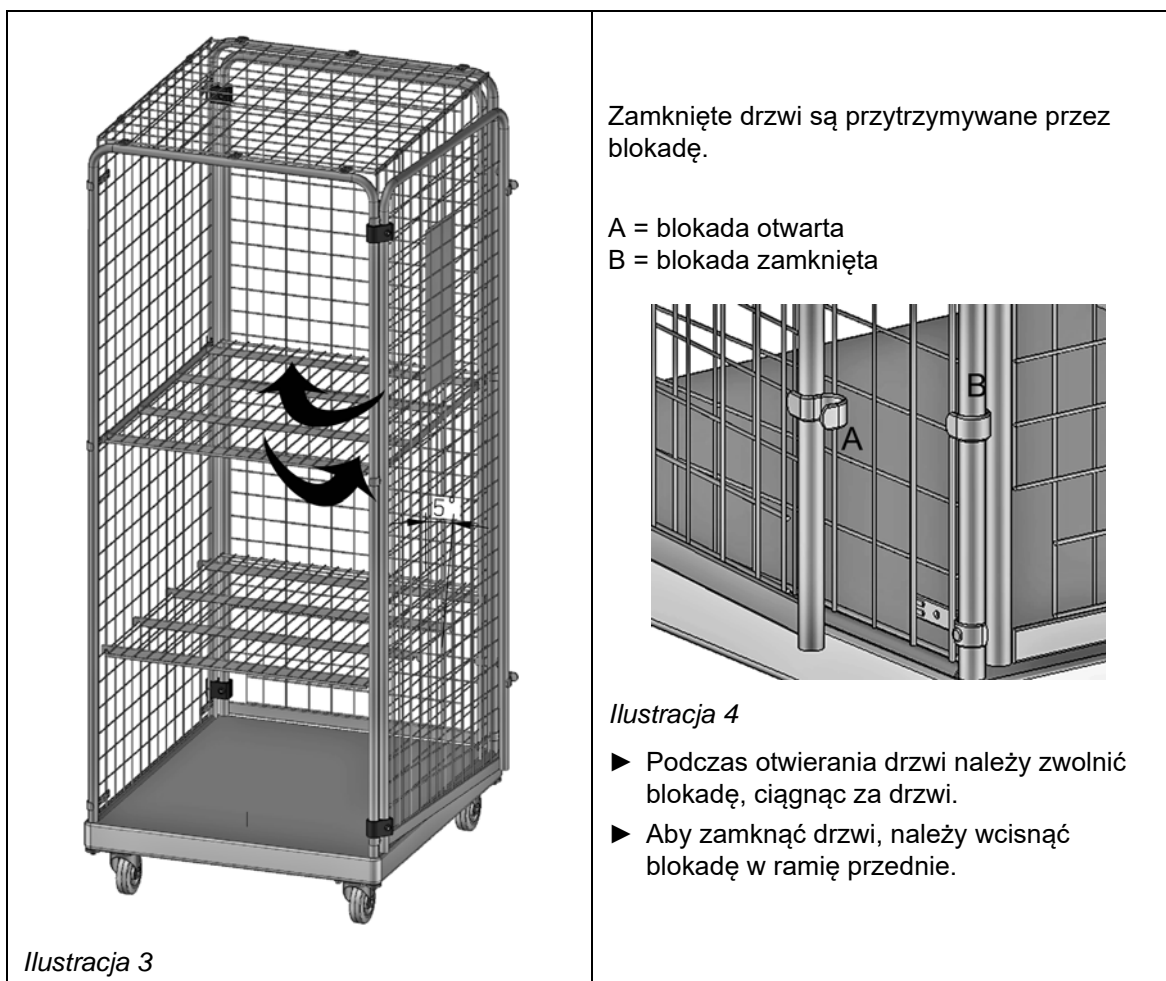 5°
Ilustracja 3
Zamknięte drzwi są przytrzymywane przez
blokadę.
A = blokada otwarta
B = blokada zamknięta
B
A
Ilustracja 4
► Podczas otwierania drzwi należy zwolnić
blokadę, ciągnąc za drzwi.
► Aby zamknąć drzwi, należy wcisnąć
blokadę w ramię przednie.